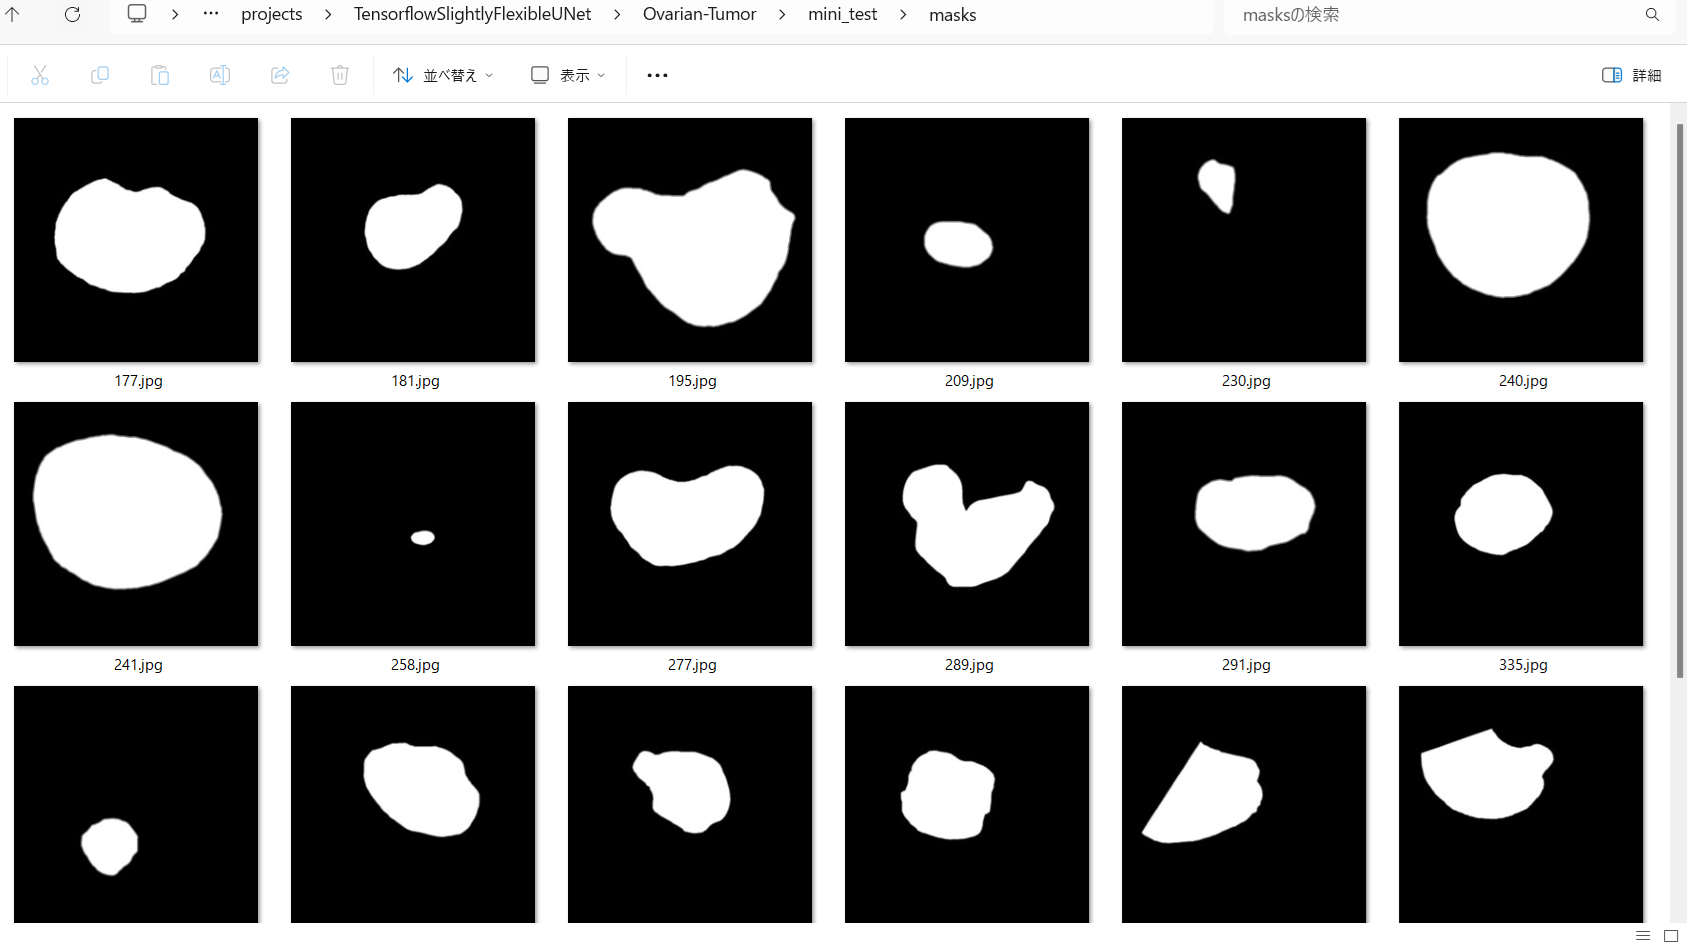 projects > TensorflowSlightlyFlexibleUNet > Ovarian-Tumor > mini_test > masks
masksの検索
並べ替え
表示
詳細
177.jpg 181.jpg 195.jpg 209.jpg 230.jpg 240.jpg
241.jpg 258.jpg 277.jpg 289.jpg 291.jpg 335.jpg